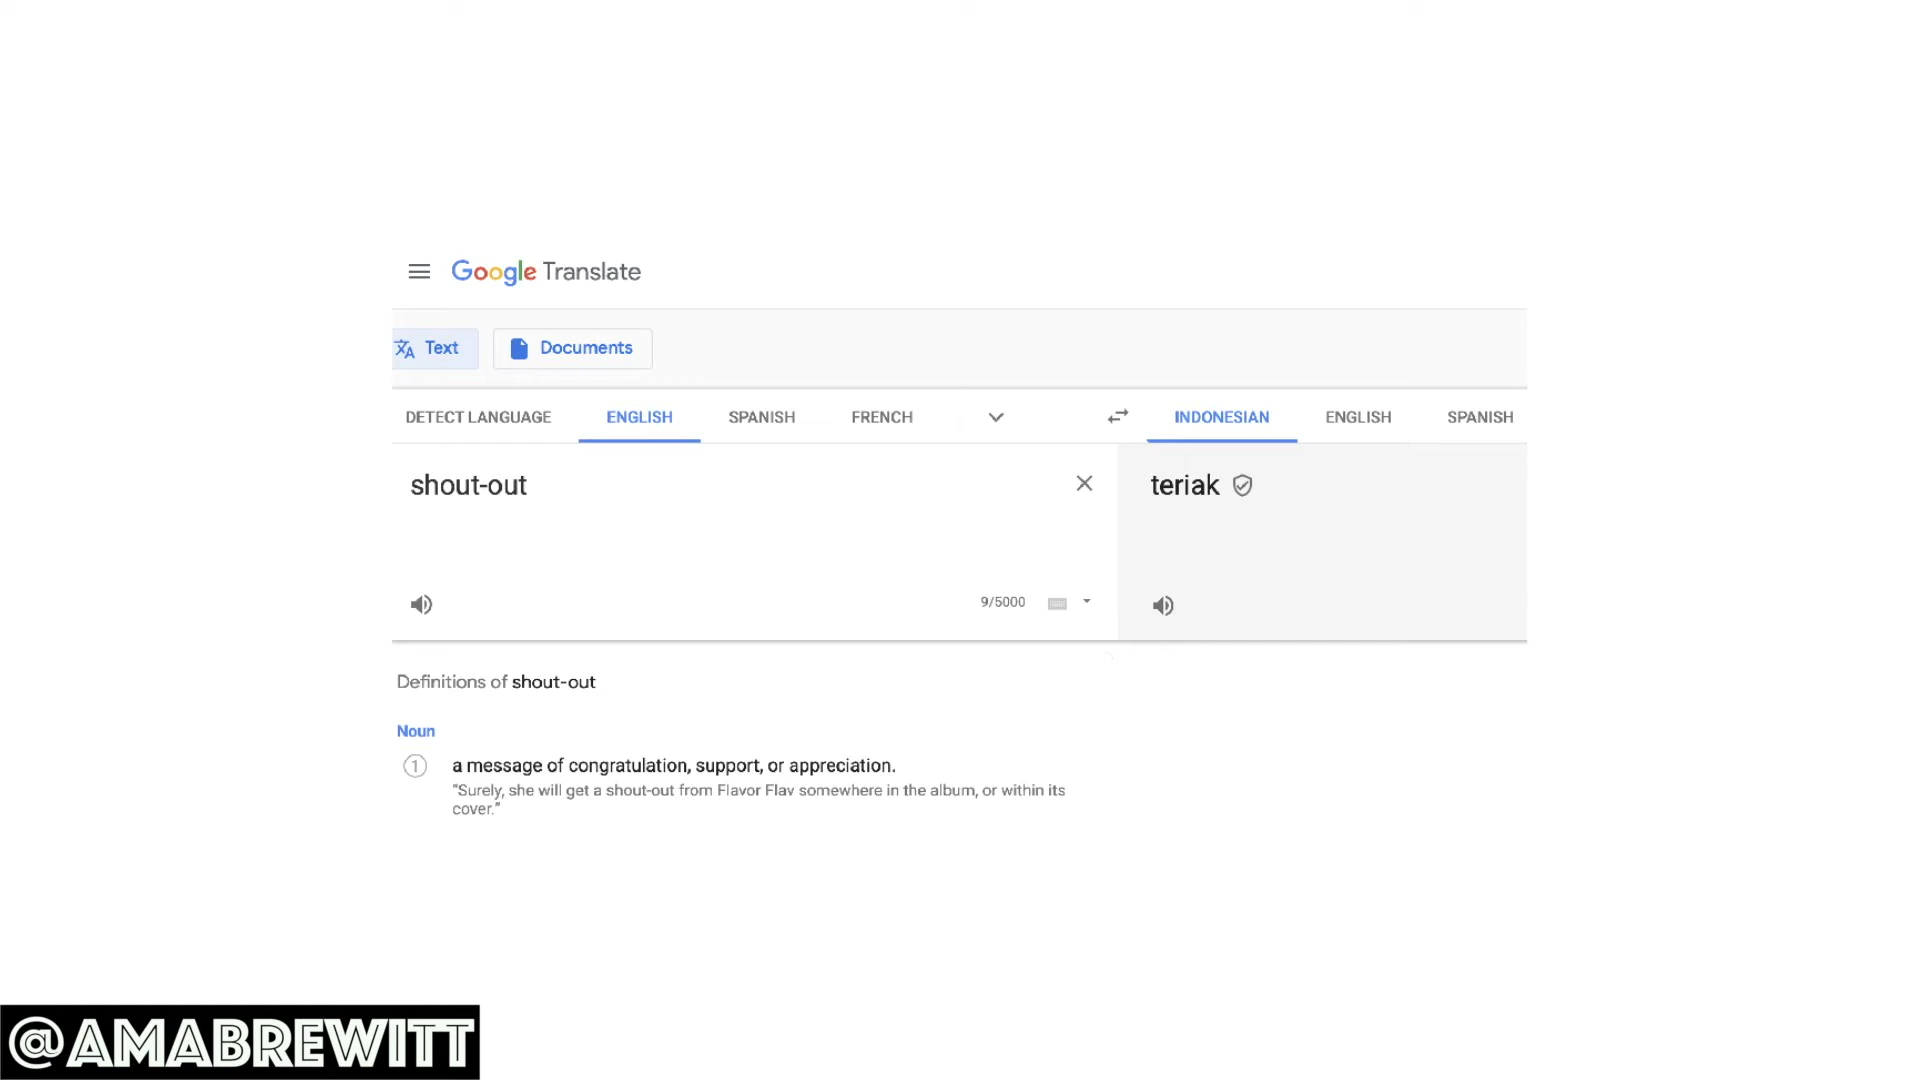 Google Translate
Text Documents
DETECT LANGUAGE ENGLISH SPANISH FRENCH INDONESIAN ENGLISH SPANISH
shout-out teriak
9/5000
Definitions of shout-out
Noun
1 a message of congratulation, support, or appreciation.
"Surely, she will get a shout-out from Flavor Flav somewhere in the album, or within its
cover."
@AMABREWITT